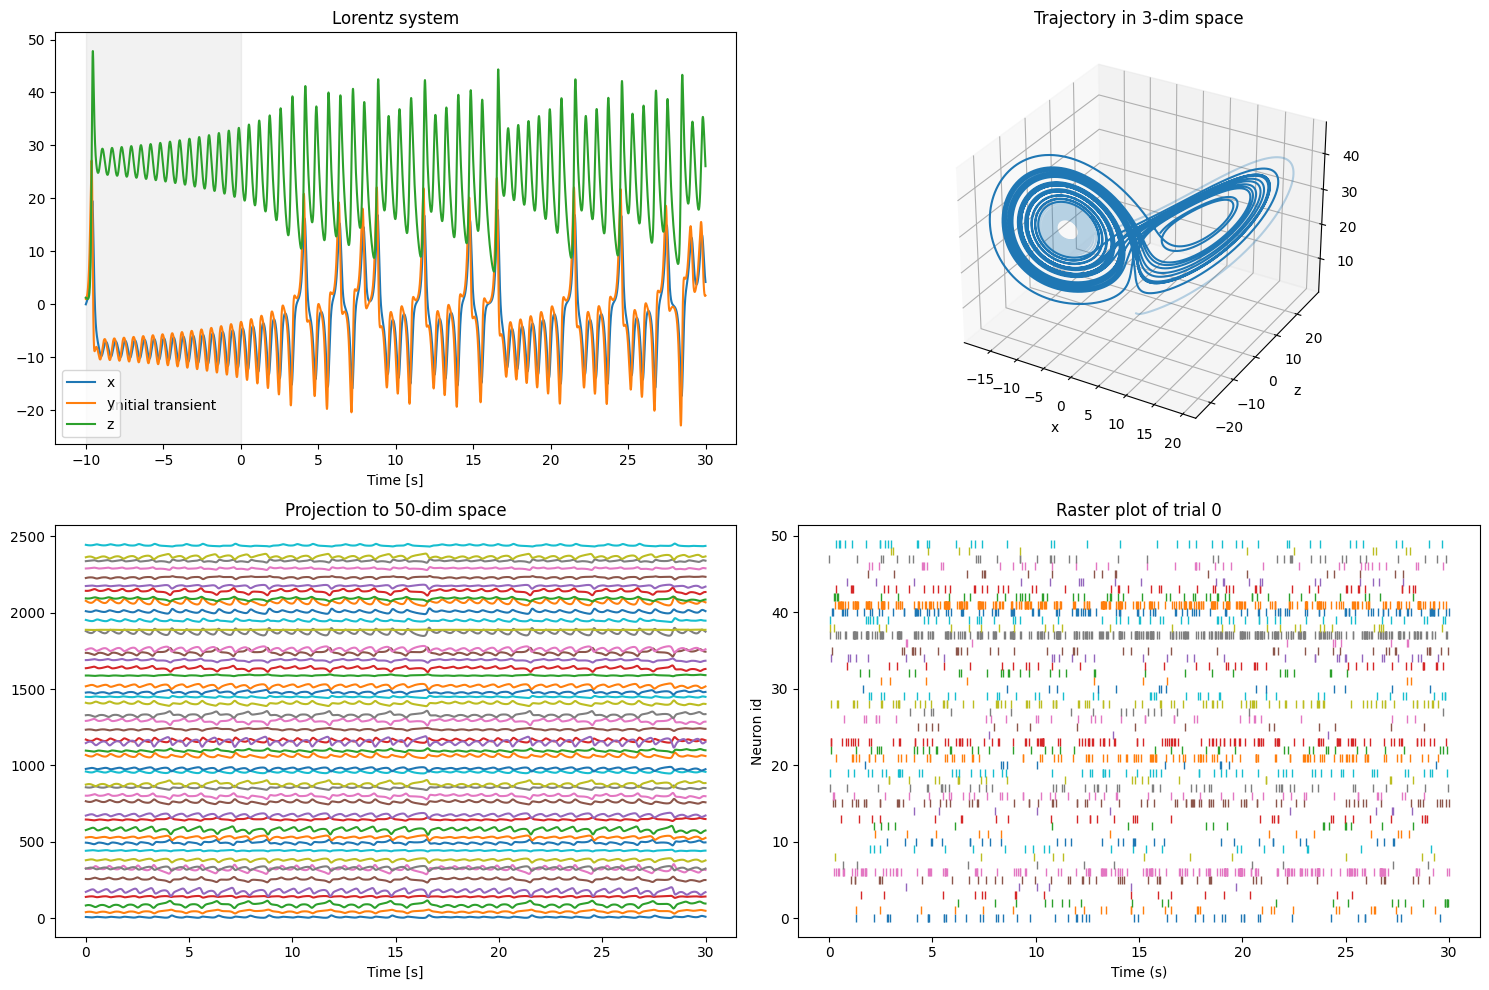 Lorentz system
50
40
30
20
10
0
−10
−20
x
y
z
Initial transient
−10 −5 0 5 10 15 20 25 30
Time [s]
Trajectory in 3-dim space
40
30
20
10
20
10
0
−10
−20
z
−15 −10 −5 0 5 10 15 20
x
Projection to 50-dim space
2500
2000
1500
1000
500
0
0 5 10 15 20 25 30
Time [s]
Raster plot of trial 0
50
40
30
20
10
0
Neuron id
0 5 10 15 20 25 30
Time (s)